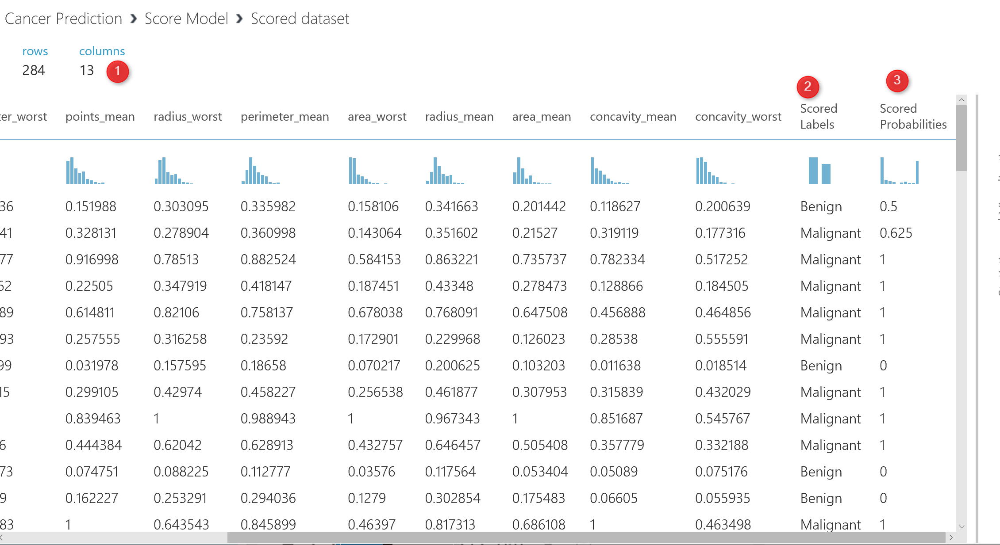 Cancer Prediction › Score Model › Scored dataset
rows columns
284 13 1
2 3
ter_worst points_mean radius_worst perimeter_mean area_worst radius_mean area_mean concavity_mean concavity_worst Scored Labels Scored Probabilities
36 0.151988 0.303095 0.335982 0.158106 0.341663 0.201442 0.118627 0.200639 Benign 0.5
41 0.328131 0.278904 0.360998 0.143064 0.351602 0.21527 0.319119 0.177316 Malignant 0.625
77 0.916998 0.78513 0.882524 0.584153 0.863221 0.735737 0.782334 0.517252 Malignant 1
62 0.22505 0.347919 0.418147 0.187451 0.43348 0.278473 0.128866 0.184505 Malignant 1
89 0.614811 0.82106 0.758137 0.678038 0.768091 0.647508 0.456888 0.464856 Malignant 1
93 0.257555 0.316258 0.23592 0.172901 0.229968 0.126023 0.28538 0.555591 Malignant 1
99 0.031978 0.157595 0.18658 0.070217 0.200625 0.103203 0.011638 0.018514 Benign 0
15 0.299105 0.42974 0.458227 0.256538 0.461877 0.307953 0.315839 0.432029 Malignant 1
0.839463 1 0.988943 1 0.967343 1 0.851687 0.545767 Malignant 1
6 0.444384 0.62042 0.628913 0.432757 0.646457 0.505408 0.357779 0.332188 Malignant 1
73 0.074751 0.088225 0.112777 0.03576 0.117564 0.053404 0.05089 0.075176 Benign 0
9 0.162227 0.253291 0.294036 0.1279 0.302854 0.175483 0.06605 0.055935 Benign 0
83 1 0.643543 0.845899 0.46397 0.817313 0.686108 1 0.463498 Malignant 1